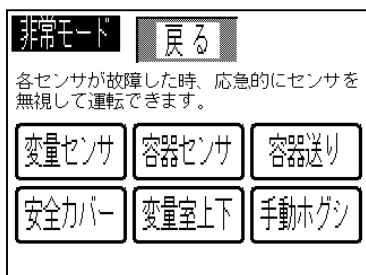 非常モード 戻る
各センサが故障した時、応急的にセンサを
無視して運転できます。
変量センサ 容器センサ 容器送り
安全カバー 変量室上下 手動ホグシ